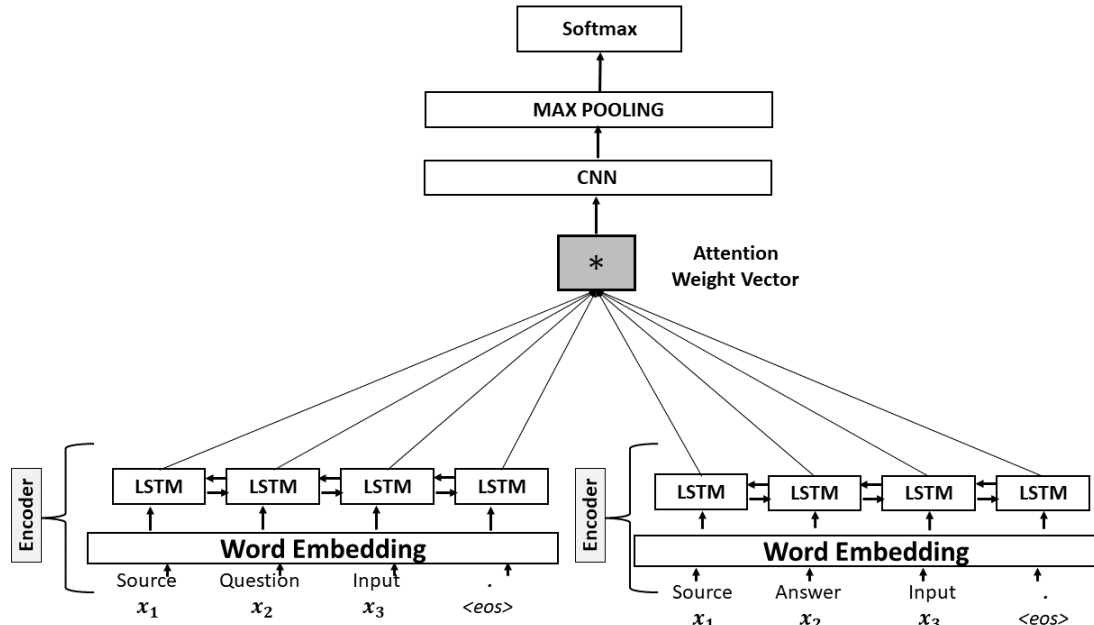 Softmax
MAX POOLING
CNN
*
Attention
Weight Vector
Encoder
LSTM LSTM LSTM LSTM
Word Embedding
Source Question Input .
x₁ x₂ x₃ <eos>
Encoder
LSTM LSTM LSTM LSTM
Word Embedding
Source Answer Input .
x₁ x₂ x₃ <eos>